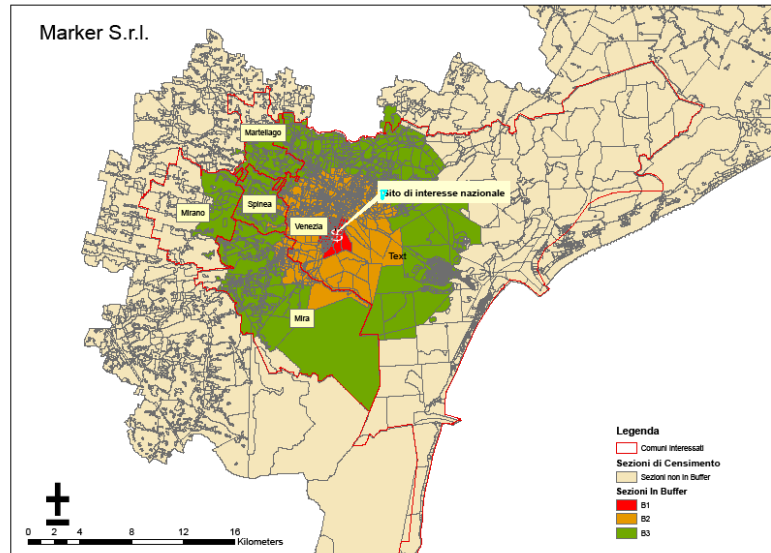 Marker S.r.l.
Martellago
Sito di interesse nazionale
Spinea
Mirano
Venezia
Text
Mira
Legenda
Comuni Interessati
Sezioni di Censimento
Sezioni non in Buffer
Sezioni In Buffer
B1
B2
B3
0 2 4 8 12 16
Kilometers